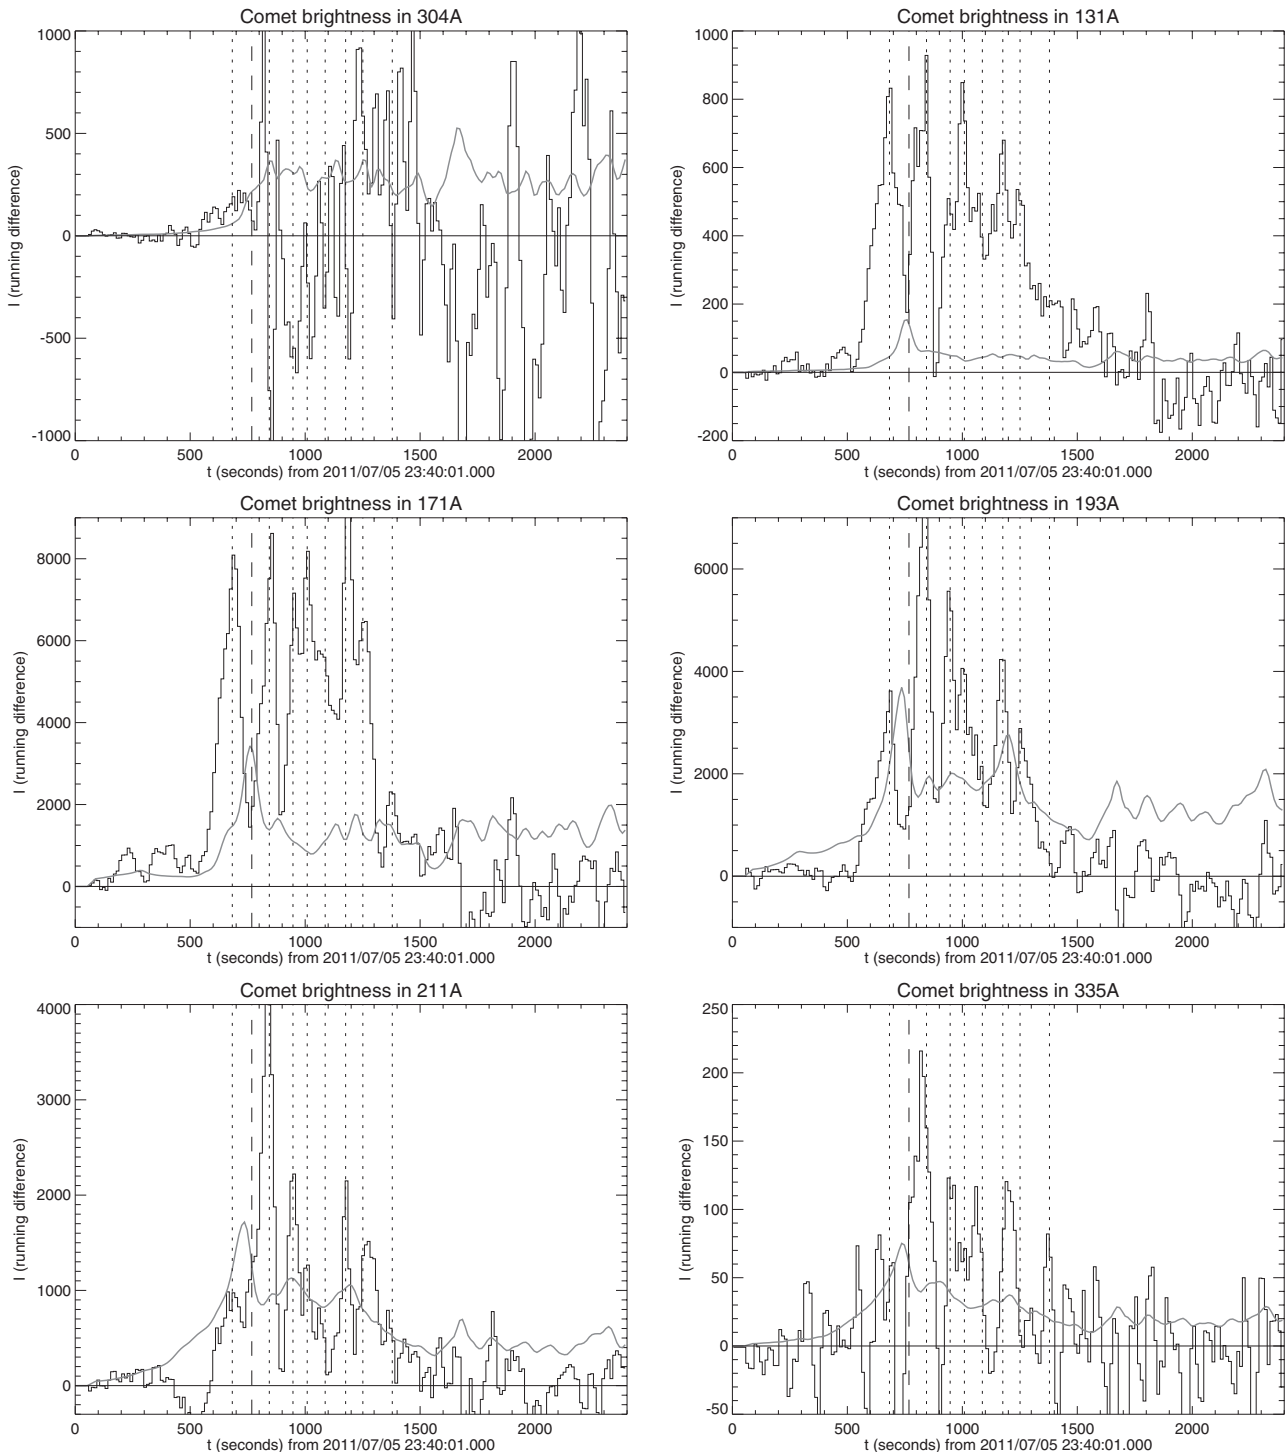 Comet brightness in 304A
1000
500
0
-500
-1000
I (running difference)
0 500 1000 1500 2000
t (seconds) from 2011/07/05 23:40:01.000
Comet brightness in 131A
1000
800
600
400
200
0
-200
I (running difference)
0 500 1000 1500 2000
t (seconds) from 2011/07/05 23:40:01.000
Comet brightness in 171A
8000
6000
4000
2000
0
I (running difference)
0 500 1000 1500 2000
t (seconds) from 2011/07/05 23:40:01.000
Comet brightness in 193A
6000
4000
2000
0
I (running difference)
0 500 1000 1500 2000
t (seconds) from 2011/07/05 23:40:01.000
Comet brightness in 211A
4000
3000
2000
1000
0
I (running difference)
0 500 1000 1500 2000
t (seconds) from 2011/07/05 23:40:01.000
Comet brightness in 335A
250
200
150
100
50
0
-50
I (running difference)
0 500 1000 1500 2000
t (seconds) from 2011/07/05 23:40:01.000